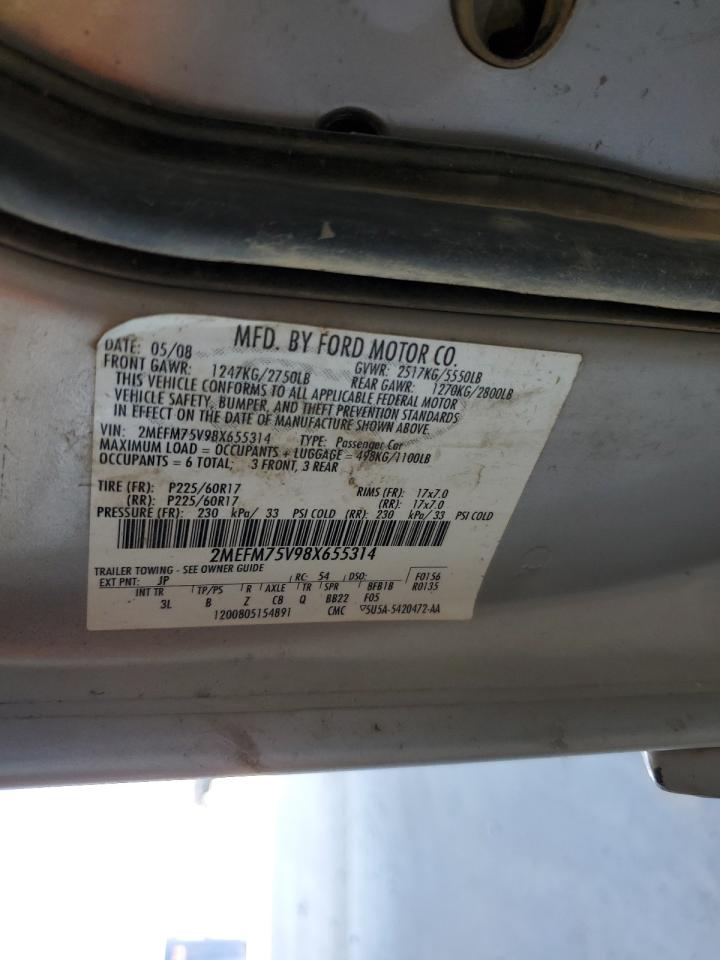 MFD. BY FORD MOTOR CO.
DATE: 05/08 GVWR: 2517KG/5550LB
FRONT GAWR: 1247KG/2750LB REAR GAWR: 1270KG/2800LB
THIS VEHICLE CONFORMS TO ALL APPLICABLE FEDERAL MOTOR
VEHICLE SAFETY, BUMPER, AND THEFT PREVENTION STANDARDS
IN EFFECT ON THE DATE OF MANUFACTURE SHOWN ABOVE.
VIN: 2MEFM75V98X655314 TYPE: Passenger Car
MAXIMUM LOAD = OCCUPANTS + LUGGAGE = 498KG/1100LB
OCCUPANTS = 6 TOTAL; 3 FRONT, 3 REAR
TIRE (FR): P225/60R17 RIMS (FR): 17x7.0
(RR): P225/60R17 (RR): 17x7.0
PRESSURE (FR): 230 kPa/ 33 PSI COLD (RR): 230 kPa/ 33 PSI COLD
2MEFM75V98X655314
TRAILER TOWING - SEE OWNER GUIDE
EXT PNT: JP RC: 54 DSO: F0156
INT TR TP/PS R AXLE TR SPR BFB1B R0135
3L B Z CB Q BB22 F05
1200805154891 CMC ▽5U5A-5420472-AA